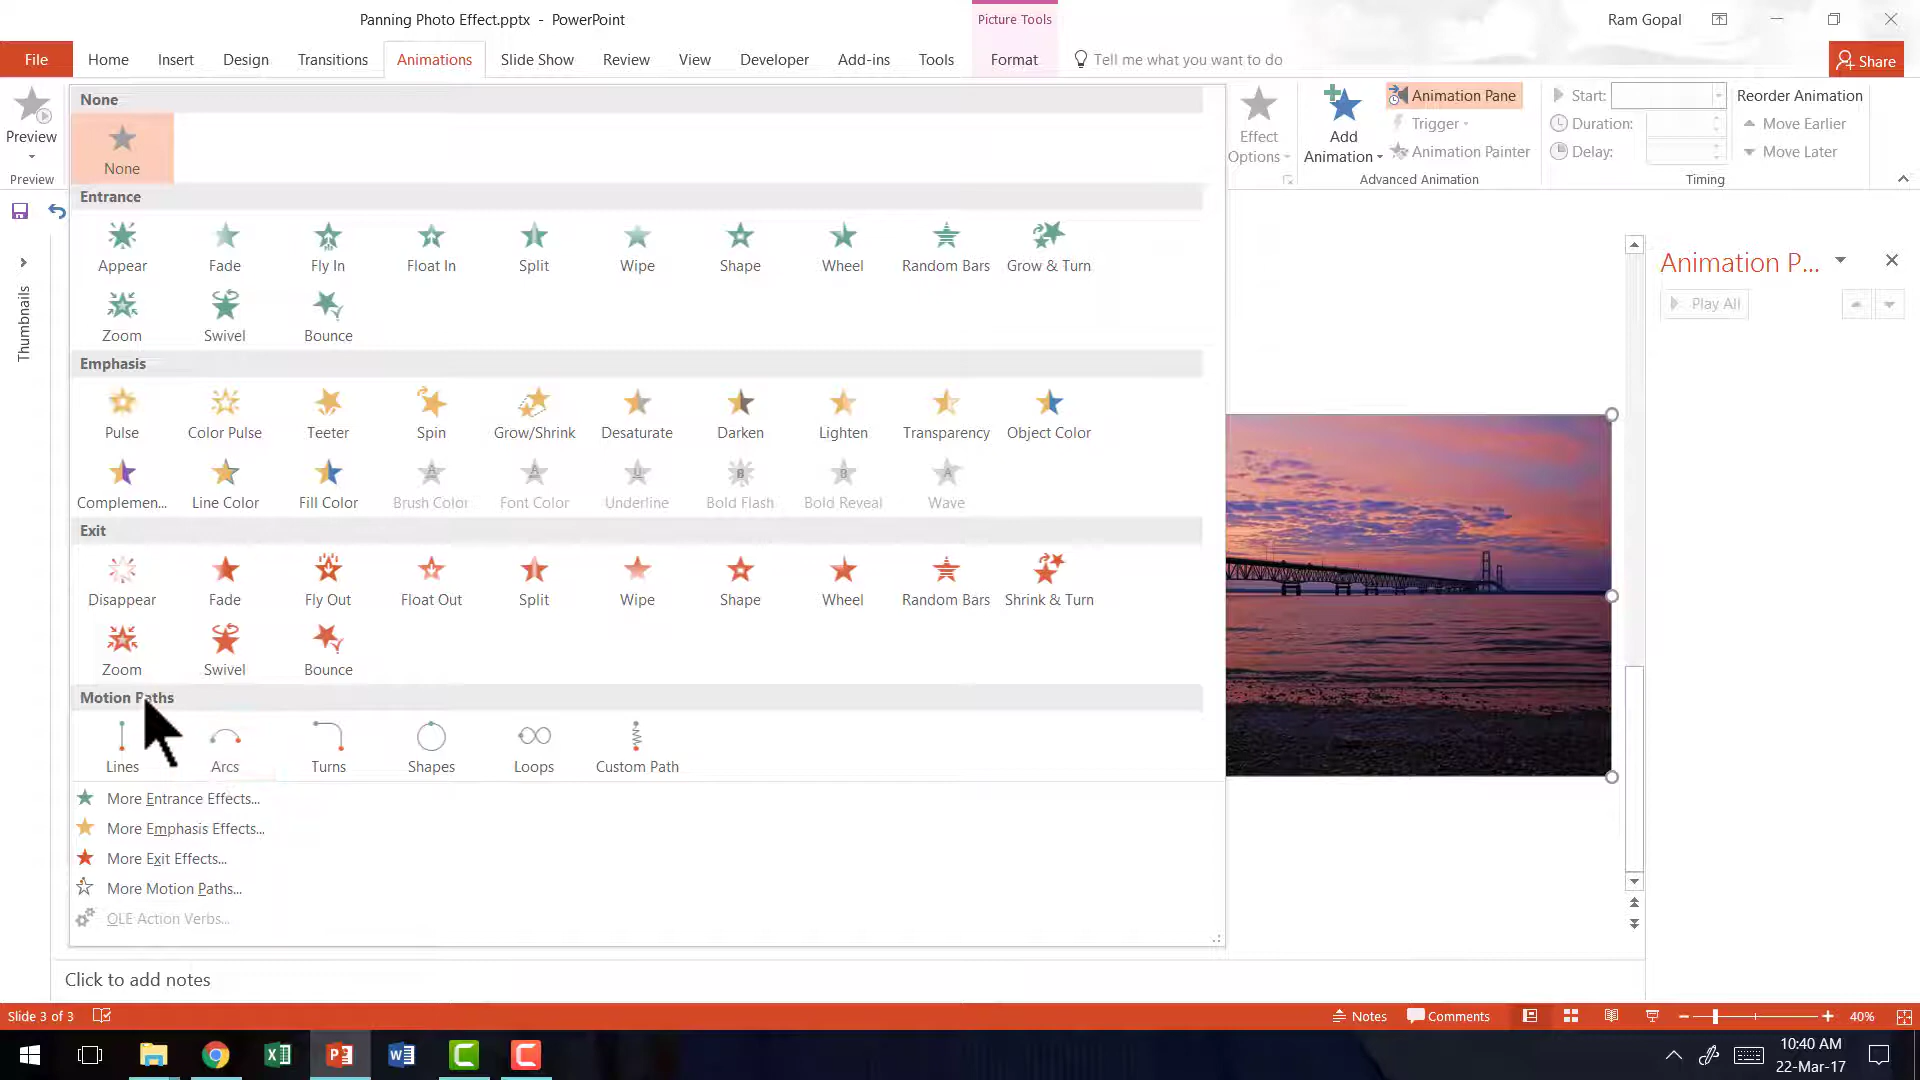 Panning Photo Effect.pptx - PowerPoint
Picture Tools
Ram Gopal
File
Home
Insert
Design
Transitions
Animations
Slide Show
Review
View
Developer
Add-ins
Tools
Format
Tell me what you want to do
Share
Preview
Preview
Effect
Options
Add
Animation
Animation Pane
Trigger
Animation Painter
Advanced Animation
Start:
Duration:
Delay:
Timing
Reorder Animation
Move Earlier
Move Later
None
None
Entrance
Appear
Fade
Fly In
Float In
Split
Wipe
Shape
Wheel
Random Bars
Grow & Turn
Zoom
Swivel
Bounce
Emphasis
Pulse
Color Pulse
Teeter
Spin
Grow/Shrink
Desaturate
Darken
Lighten
Transparency
Object Color
Complemen...
Line Color
Fill Color
Brush Color
Font Color
Underline
Bold Flash
Bold Reveal
Wave
Exit
Disappear
Fade
Fly Out
Float Out
Split
Wipe
Shape
Wheel
Random Bars
Shrink & Turn
Zoom
Swivel
Bounce
Motion Paths
Lines
Arcs
Turns
Shapes
Loops
Custom Path
More Entrance Effects...
More Emphasis Effects...
More Exit Effects...
More Motion Paths...
OLE Action Verbs...
Thumbnails
Animation P...
Play All
Click to add notes
Slide 3 of 3
Notes
Comments
40%
10:40 AM
22-Mar-17